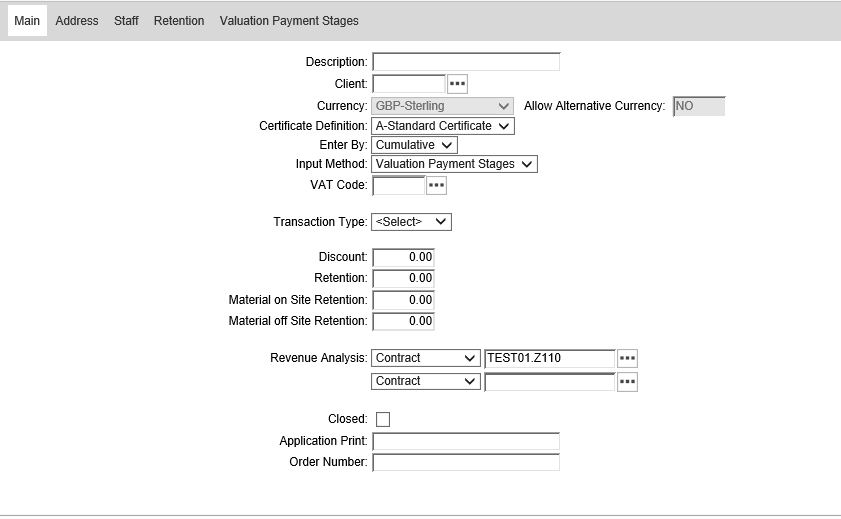 Main Address Staff Retention Valuation Payment Stages
Description:
Client:
Currency: GBP-Sterling Allow Alternative Currency: NO
Certificate Definition: A-Standard Certificate
Enter By: Cumulative
Input Method: Valuation Payment Stages
VAT Code:
Transaction Type: <Select>
Discount: 0.00
Retention: 0.00
Material on Site Retention: 0.00
Material off Site Retention: 0.00
Revenue Analysis: Contract TEST01.Z110
Contract
Closed:
Application Print:
Order Number: